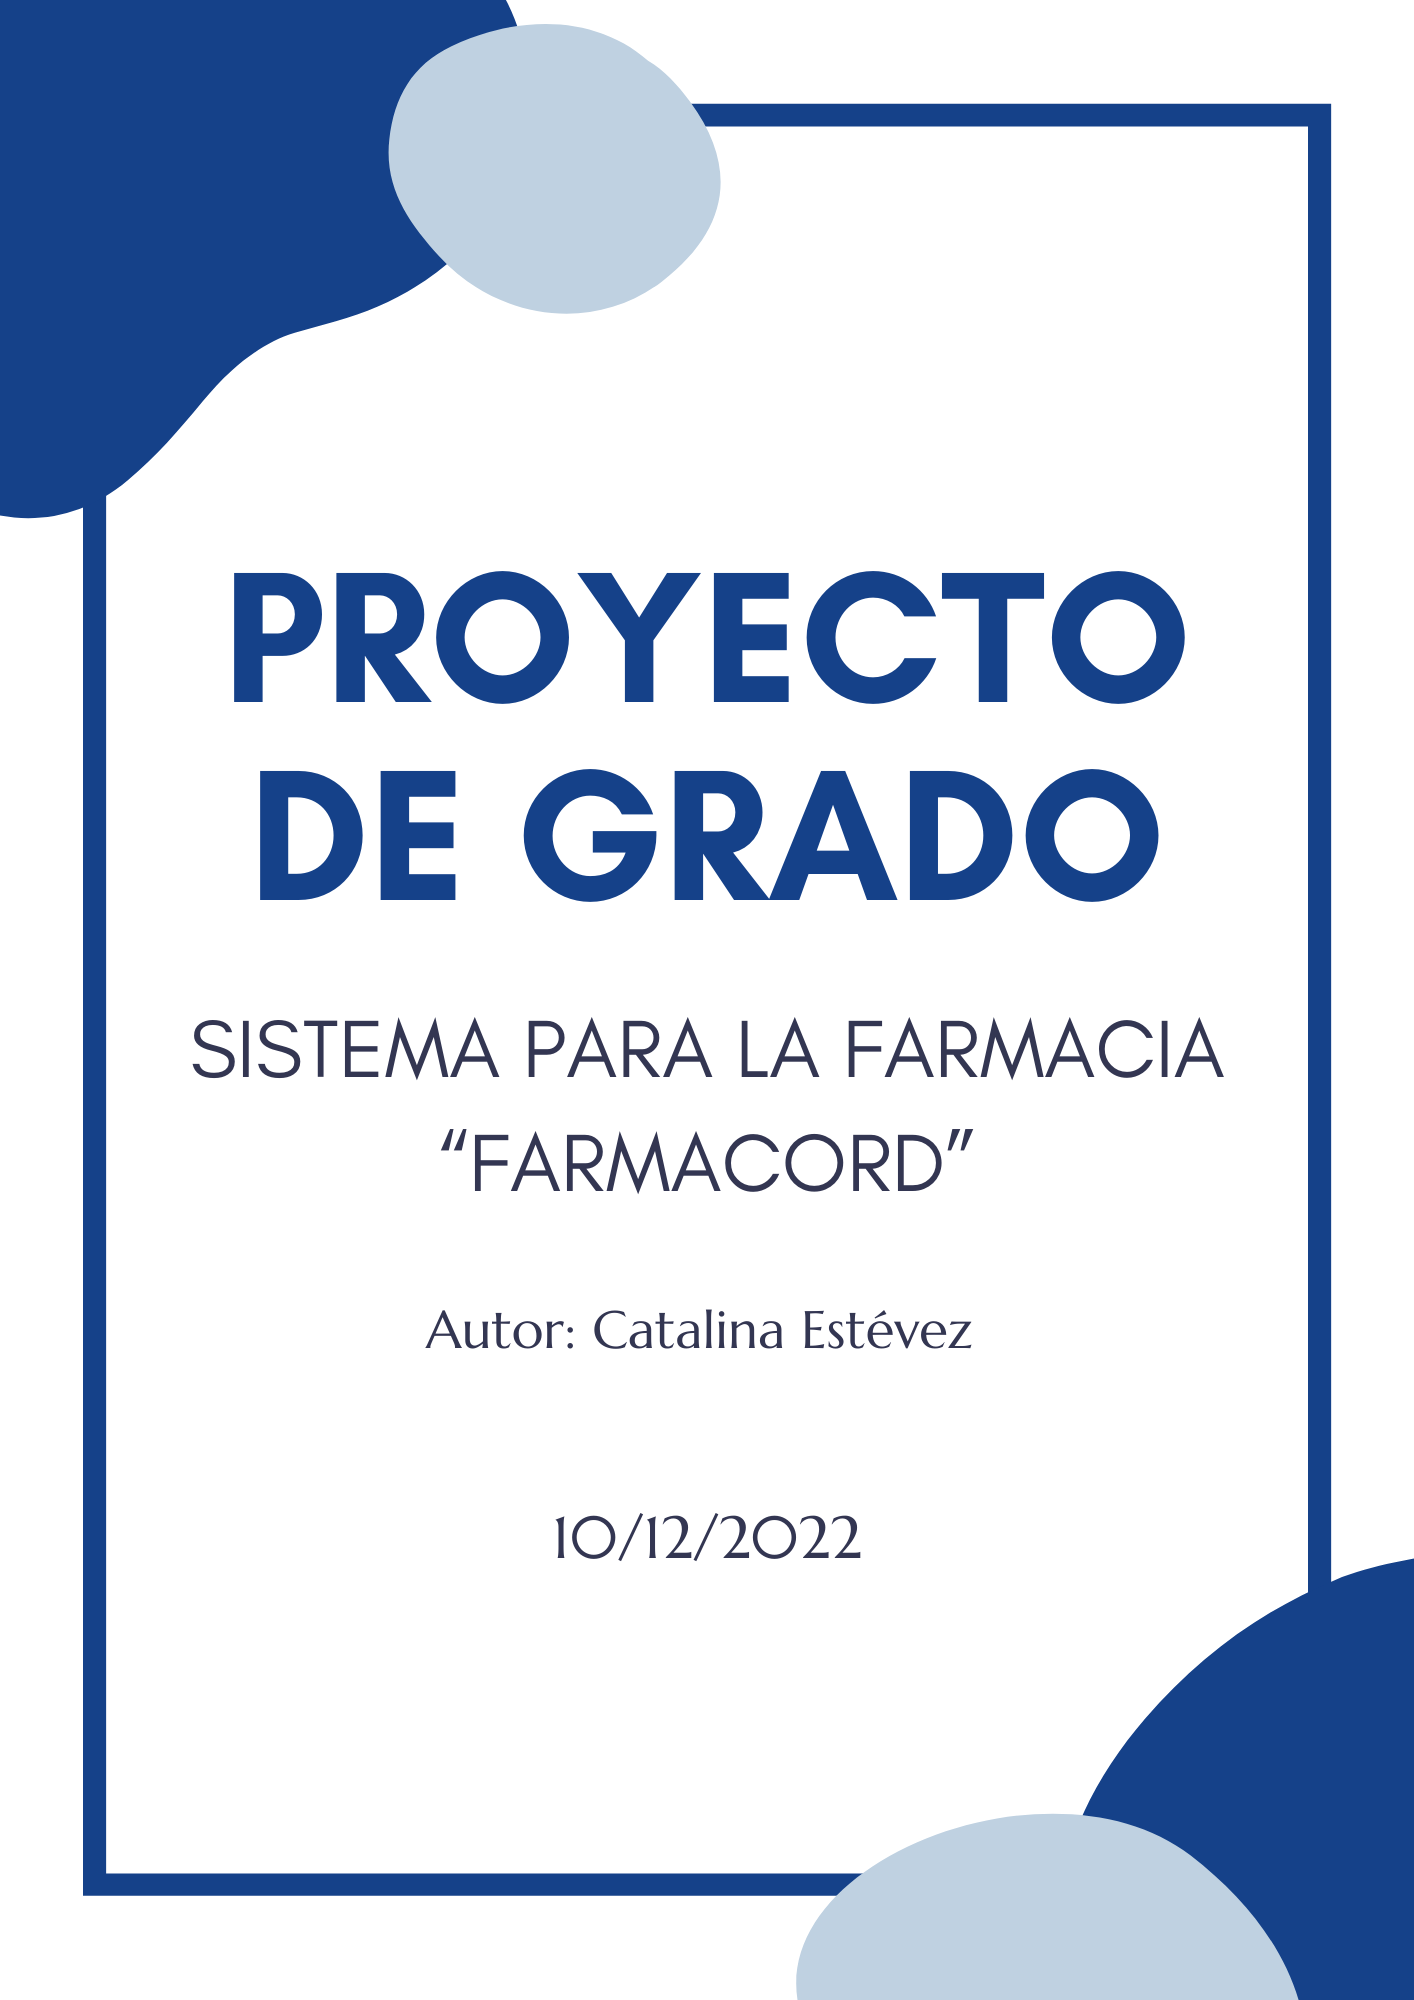 PROYECTO
DE GRADO
SISTEMA PARA LA FARMACIA
“FARMACORD”
Autor: Catalina Estévez
10/12/2022